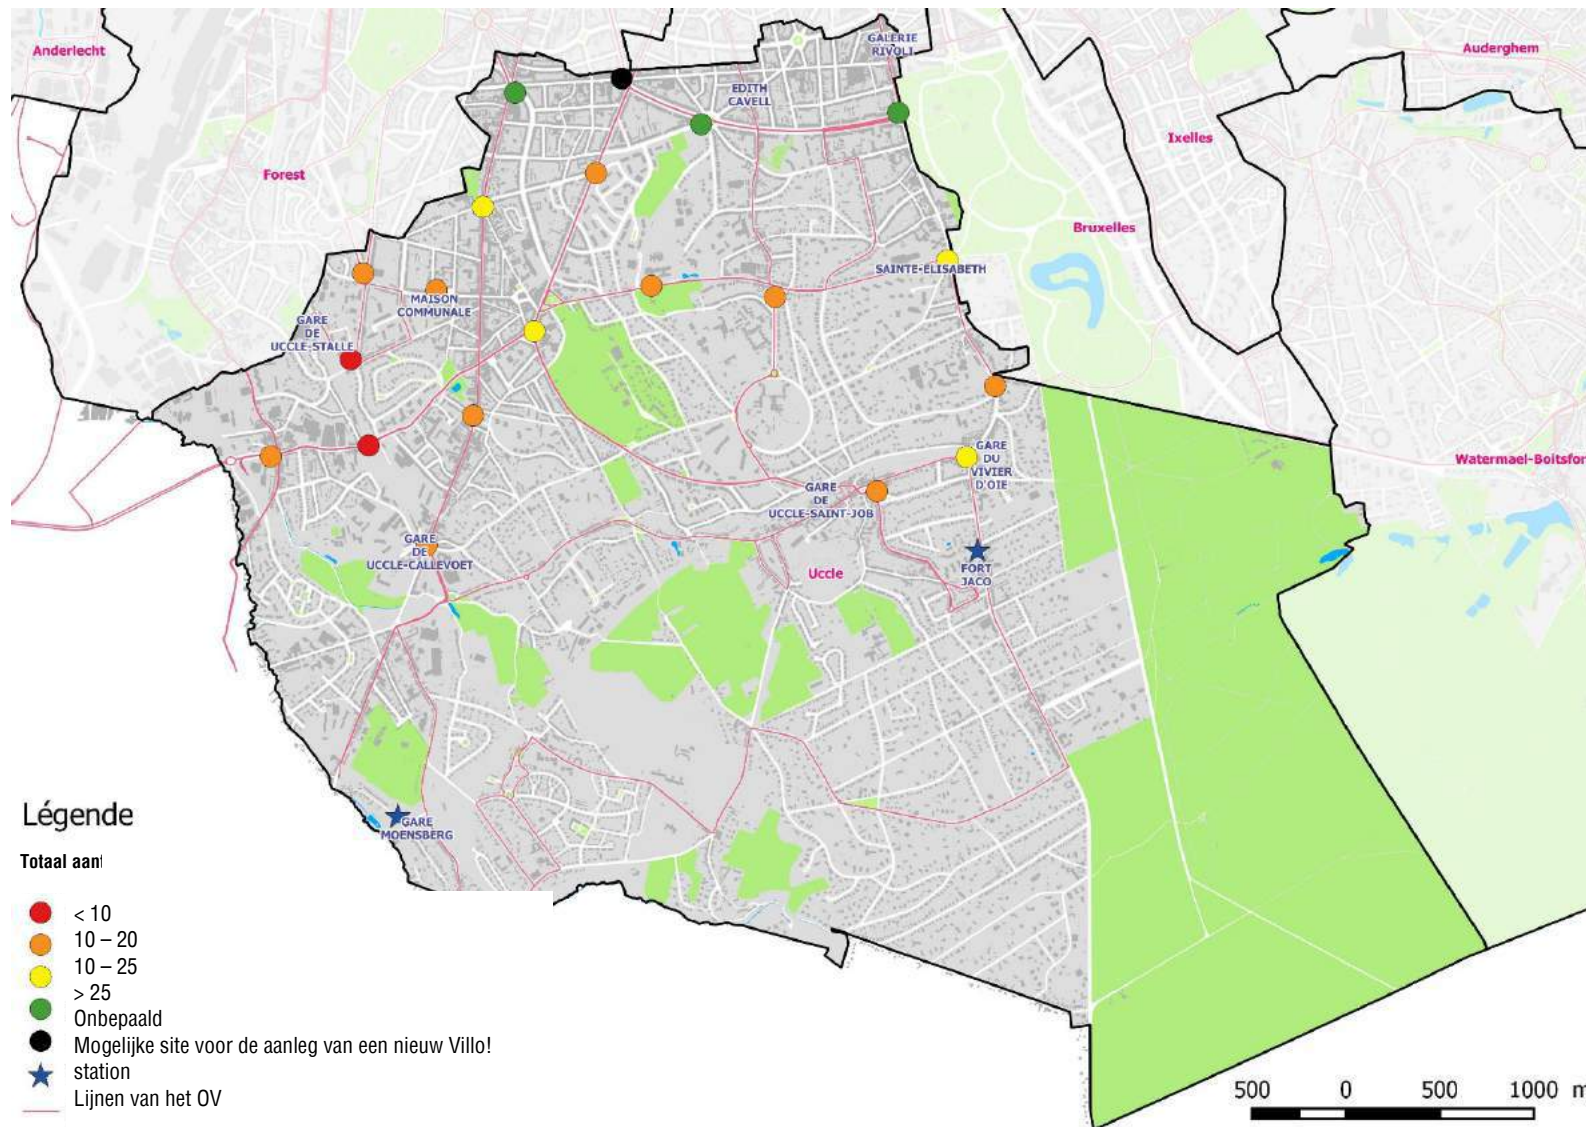 Anderlecht
GALERIE
RIVOLI
Auderghem
EDITH
CAVELL
Ixelles
Forest
Bruxelles
SAINTE-ELISABETH
MAISON
COMMUNALE
GARE
DE
UCCLE-STALLE
GARE
DU
VIVIER
D'OIE
Watermael-Boitsfor
GARE
DE
UCCLE-SAINT-JOB
GARE
DE
UCCLE-CALLEVOET
Uccle
FORT
JACO
GARE
MOENSBERG
Légende
Totaal aant
< 10
10 – 20
10 – 25
> 25
Onbepaald
Mogelijke site voor de aanleg van een nieuw Villo!
station
Lijnen van het OV
500 0 500 1000 m